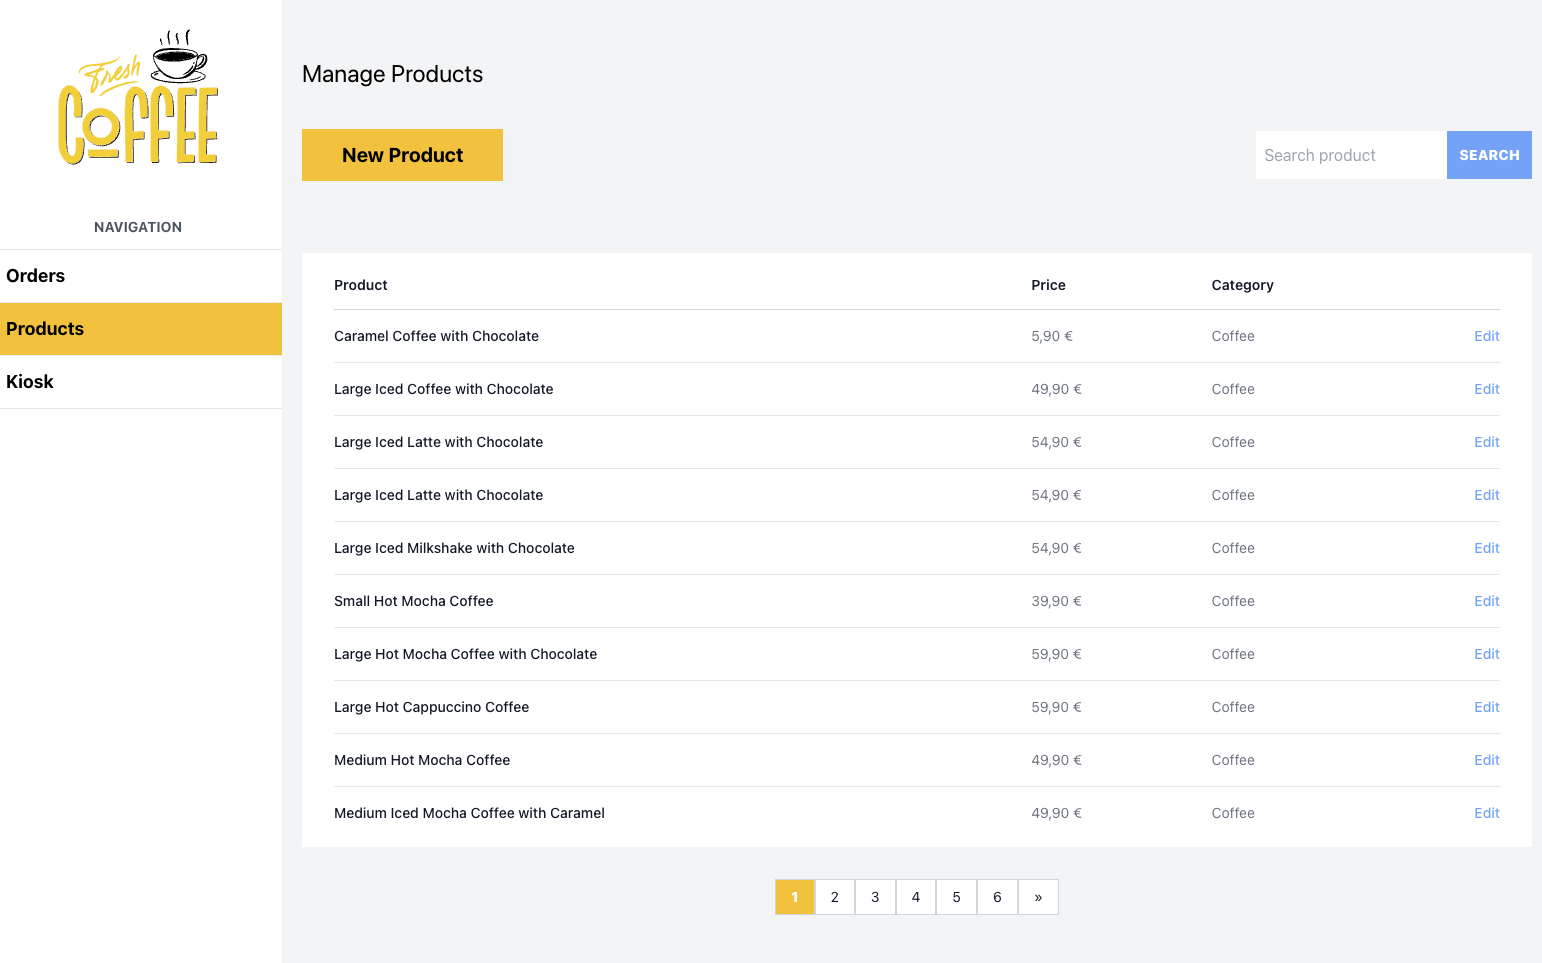 Fresh
COFFEE
NAVIGATION
Orders
Products
Kiosk
Manage Products
New Product
Search product SEARCH
Product Price Category
Caramel Coffee with Chocolate 5,90 € Coffee Edit
Large Iced Coffee with Chocolate 49,90 € Coffee Edit
Large Iced Latte with Chocolate 54,90 € Coffee Edit
Large Iced Latte with Chocolate 54,90 € Coffee Edit
Large Iced Milkshake with Chocolate 54,90 € Coffee Edit
Small Hot Mocha Coffee 39,90 € Coffee Edit
Large Hot Mocha Coffee with Chocolate 59,90 € Coffee Edit
Large Hot Cappuccino Coffee 59,90 € Coffee Edit
Medium Hot Mocha Coffee 49,90 € Coffee Edit
Medium Iced Mocha Coffee with Caramel 49,90 € Coffee Edit
1 2 3 4 5 6 »